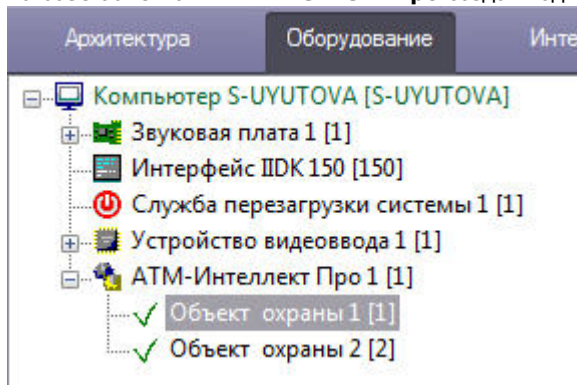 Архитектура Оборудование Инте
Компьютер S-UYUTOVA [S-UYUTOVA]
Звуковая плата 1 [1]
Интерфейс IIDK 150 [150]
Служба перезагрузки системы 1 [1]
Устройство видеоввода 1 [1]
АТМ-Интеллект Про 1 [1]
Объект охраны 1 [1]
Объект охраны 2 [2]